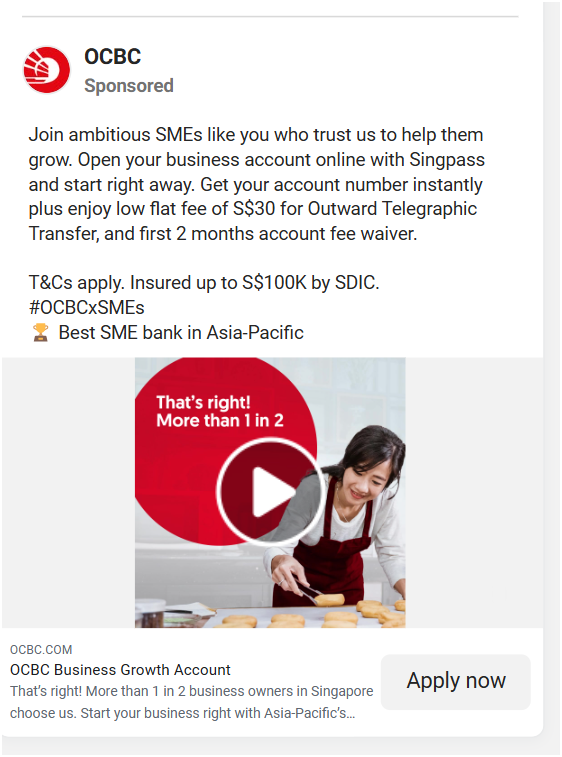 OCBC
Sponsored
Join ambitious SMEs like you who trust us to help them
grow. Open your business account online with Singpass
and start right away. Get your account number instantly
plus enjoy low flat fee of S$30 for Outward Telegraphic
Transfer, and first 2 months account fee waiver.
T&Cs apply. Insured up to S$100K by SDIC.
#OCBCxSMEs
🏆 Best SME bank in Asia-Pacific
That's right!
More than 1 in 2
OCBC.COM
OCBC Business Growth Account
That's right! More than 1 in 2 business owners in Singapore
choose us. Start your business right with Asia-Pacific's...
Apply now